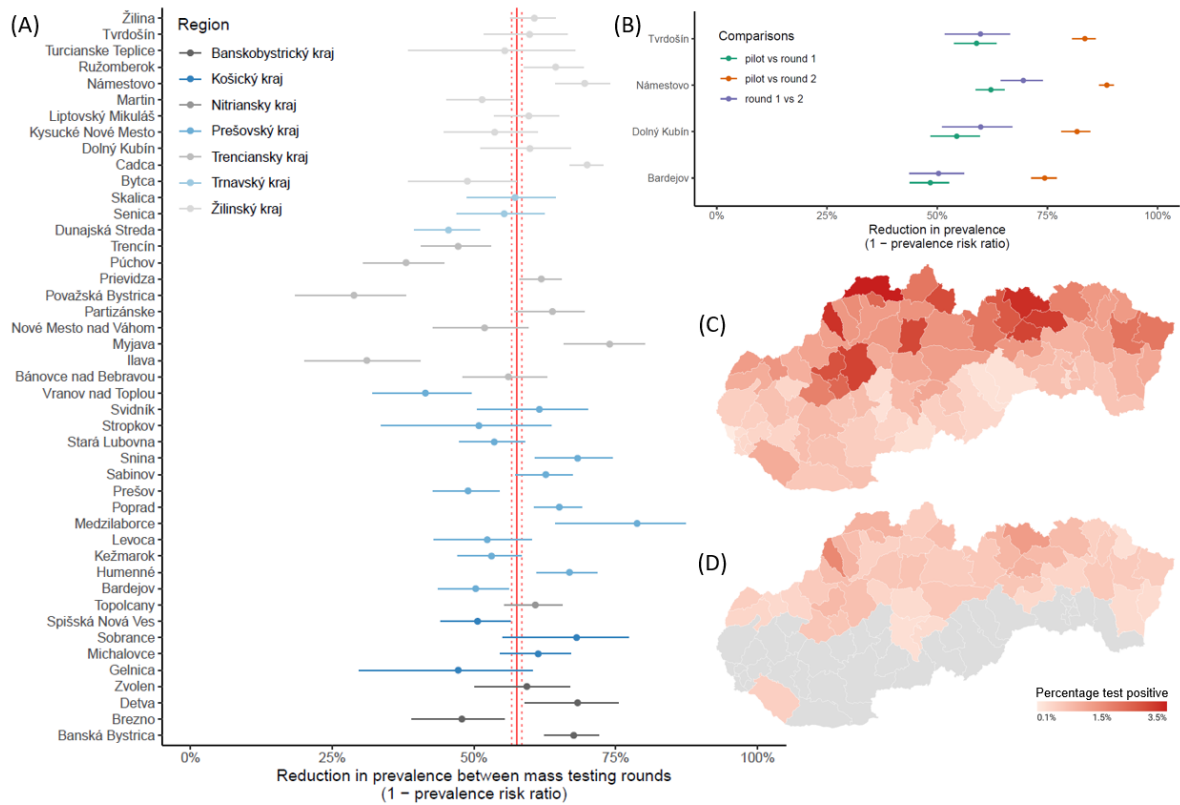 (A)
Žilina
Tvrdošín
Turcianske Teplice
Ružomberok
Námestovo
Martin
Liptovský Mikuláš
Kysucké Nové Mesto
Dolný Kubín
Cadca
Bytca
Skalica
Senica
Dunajská Streda
Trencín
Púchov
Prievidza
Považská Bystrica
Partizánske
Nové Mesto nad Váhom
Myjava
Ilava
Bánovce nad Bebravou
Vranov nad Toplou
Svidník
Stropkov
Stará Lubovna
Snina
Sabinov
Prešov
Poprad
Medzilaborce
Levoca
Kežmarok
Humenné
Bardejov
Topolcany
Spišská Nová Ves
Sobrance
Michalovce
Gelnica
Zvolen
Detva
Brezno
Banská Bystrica
0% 25% 50% 75% 100%
Reduction in prevalence between mass testing rounds
(1 − prevalence risk ratio)
Region
Banskobystrický kraj
Košický kraj
Nitriansky kraj
Prešovský kraj
Trenciansky kraj
Trnavský kraj
Žilinský kraj
(B)
Tvrdošín
Námestovo
Dolný Kubín
Bardejov
Comparisons
pilot vs round 1
pilot vs round 2
round 1 vs 2
0% 25% 50% 75% 100%
Reduction in prevalence
(1 − prevalence risk ratio)
(C)
(D)
Percentage test positive
0.1% 1.5% 3.5%